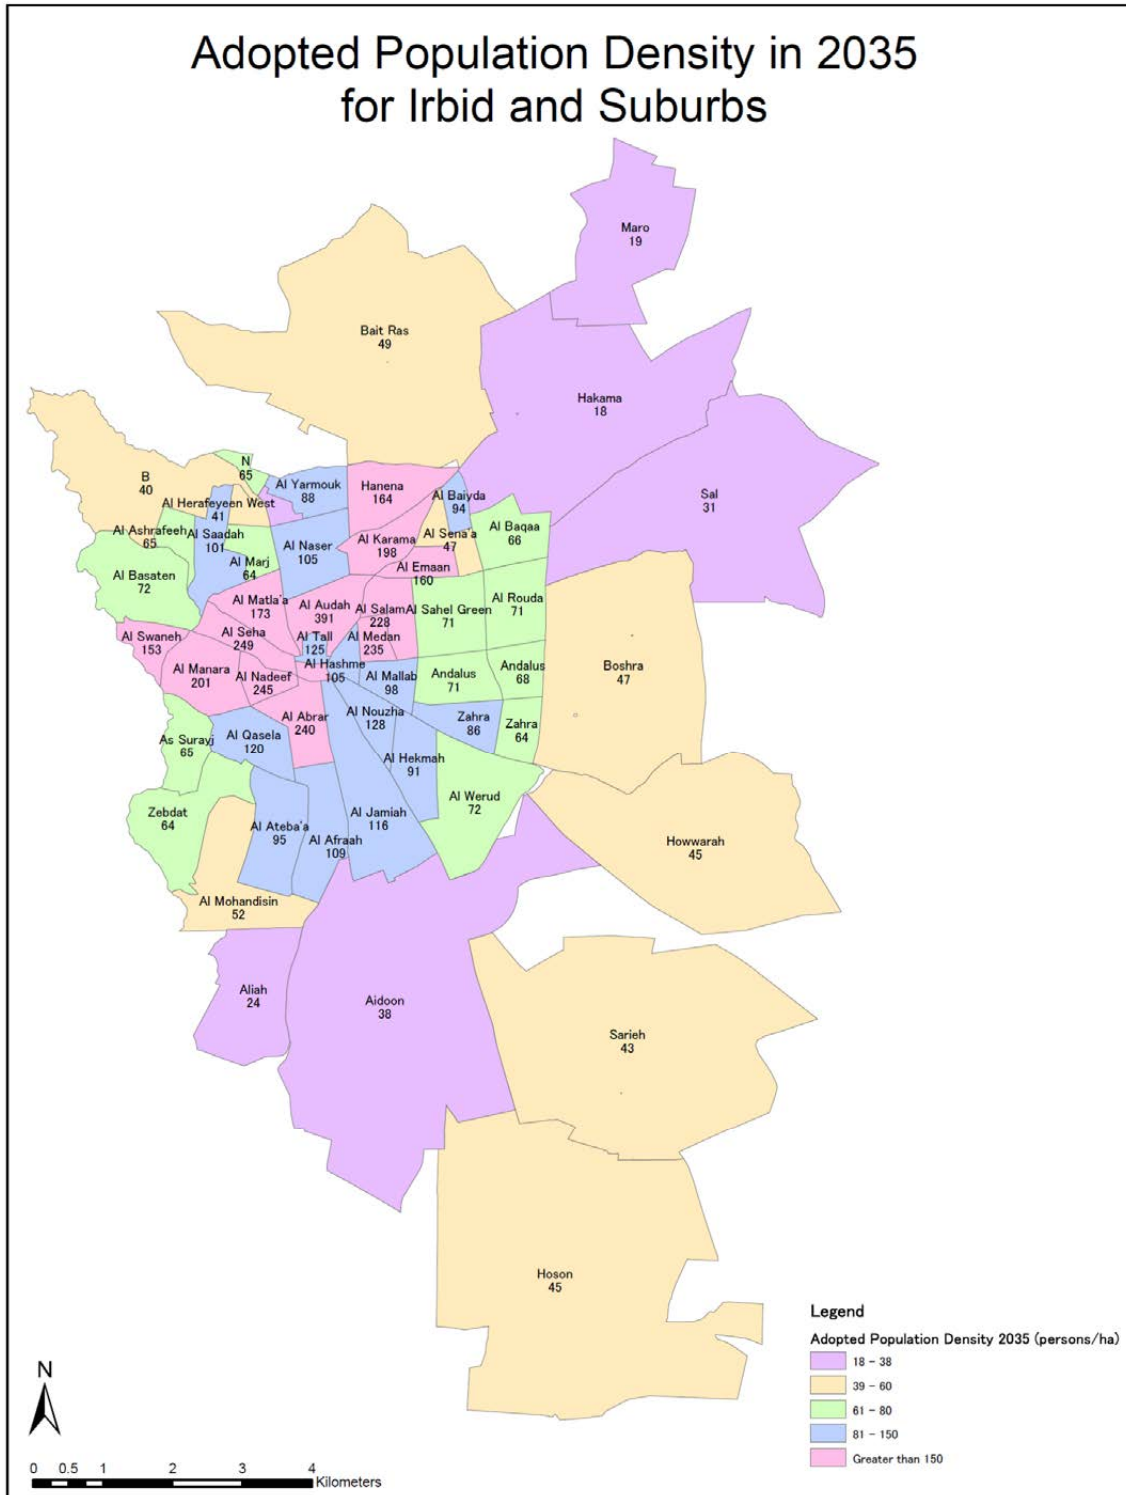 Adopted Population Density in 2035
for Irbid and Suburbs
Maro
19
Bait Ras
49
Hakama
18
Sal
31
B
40
N
65
Al Yarmouk
88
Hanena
164
Al Baiyda
94
Al Herafeyeen West
41
Al Ashrafeeh
65
Al Saadah
101
Al Marj
64
Al Naser
105
Al Karama
198
Al Sena'a
47
Al Baqaa
66
Al Emaan
160
Al Basaten
72
Al Matla'a
173
Al Audah
391
Al Salam
228
Al Sahel Green
71
Al Rouda
71
Al Swaneh
153
Al Seha
249
Al Tall
125
Al Medan
235
Al Hashme
105
Al Manara
201
Al Nadeef
245
Al Mallab
98
Andalus
71
Andalus
68
Boshra
47
Al Abrar
240
Al Nouzha
128
Zahra
86
Zahra
64
As Surayj
65
Al Qasela
120
Al Hekmah
91
Al Werud
72
Zebdat
64
Al Ateba'a
95
Al Afraah
109
Al Jamiah
116
Howwarah
45
Al Mohandisin
52
Aliah
24
Aidoon
38
Sarieh
43
Hoson
45
Legend
Adopted Population Density 2035 (persons/ha)
18 - 38
39 - 60
61 - 80
81 - 150
Greater than 150
N
0 0.5 1 2 3 4
Kilometers